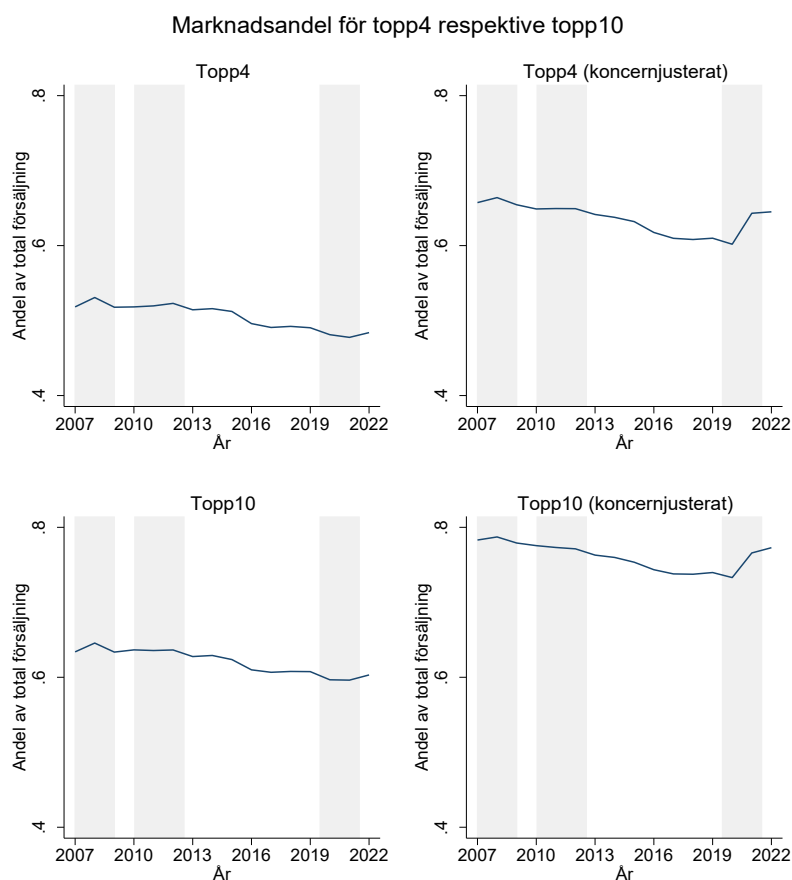 Marknadsandel för topp4 respektive topp10
Topp4
Andel av total försäljning
.8
.6
.4
2007 2010 2013 2016 2019 2022
År
Topp4 (koncernjusterat)
Andel av total försäljning
.8
.6
.4
2007 2010 2013 2016 2019 2022
År
Topp10
Andel av total försäljning
.8
.6
.4
2007 2010 2013 2016 2019 2022
År
Topp10 (koncernjusterat)
Andel av total försäljning
.8
.6
.4
2007 2010 2013 2016 2019 2022
År